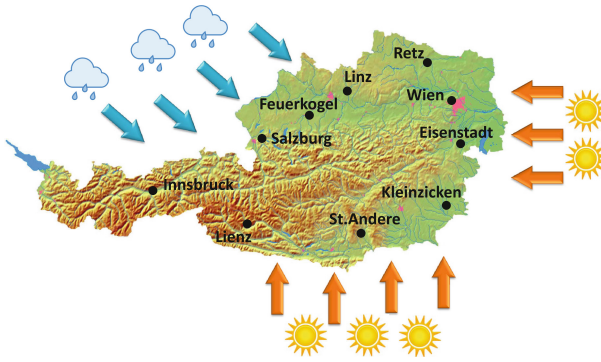 Retz
Linz
Wien
Feuerkogel
Eisenstadt
Salzburg
Innsbruck
Kleinzicken
St.Andere
Lienz